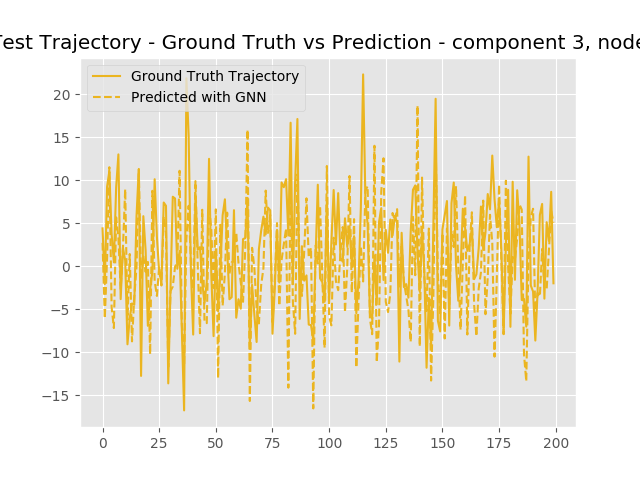 Test Trajectory - Ground Truth vs Prediction - component 3, node
Ground Truth Trajectory
Predicted with GNN
20
15
10
5
0
−5
−10
−15
0 25 50 75 100 125 150 175 200